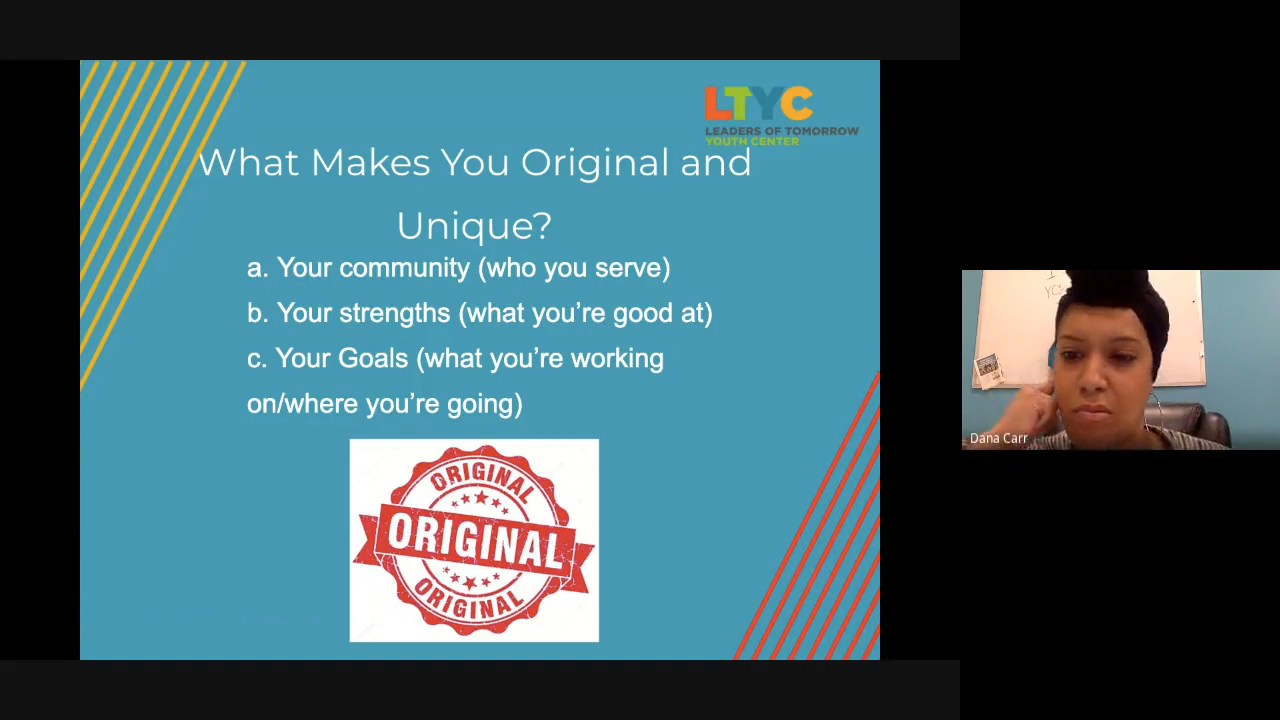 LTYC
LEADERS OF TOMORROW
YOUTH CENTER
What Makes You Original and
Unique?
a. Your community (who you serve)
b. Your strengths (what you’re good at)
c. Your Goals (what you’re working
on/where you’re going)
ORIGINAL
ORIGINAL
ORIGINAL
Dana Carr